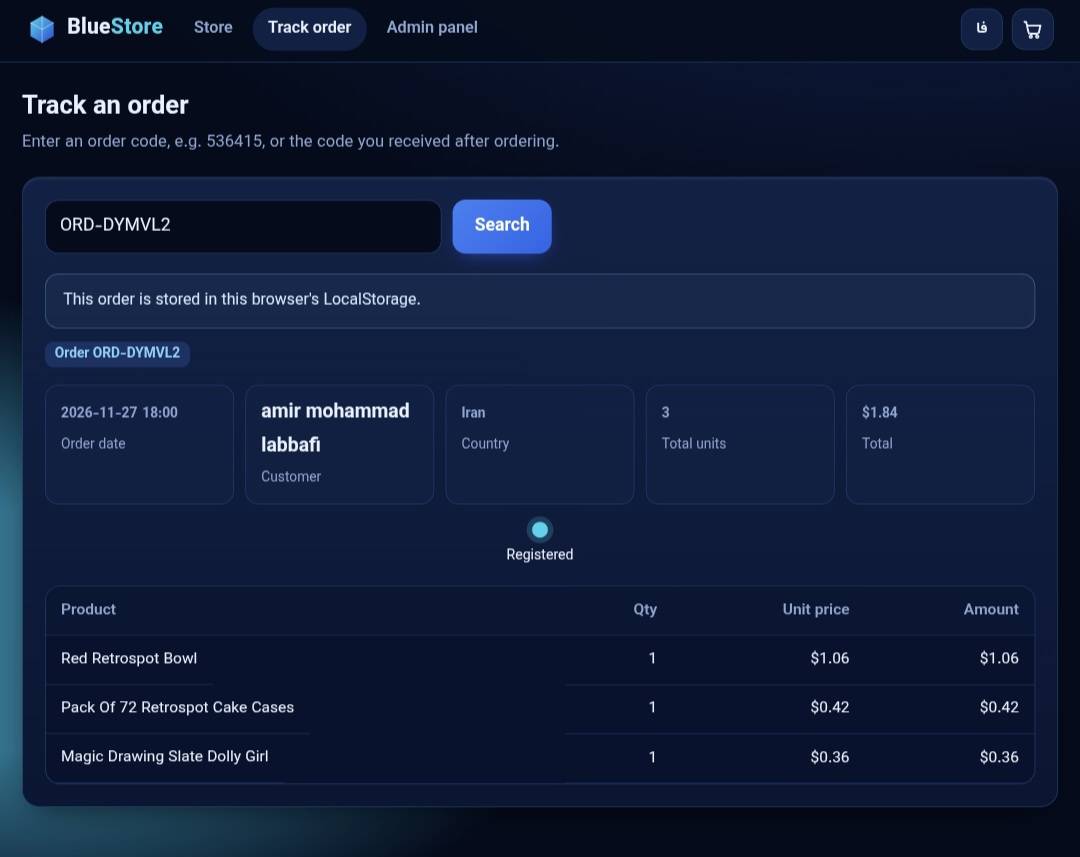 BlueStore Store Track order Admin panel فا
Track an order
Enter an order code, e.g. 536415, or the code you received after ordering.
ORD-DYMVL2 Search
This order is stored in this browser's LocalStorage.
Order ORD-DYMVL2
2026-11-27 18:00
Order date
amir mohammad
labbafi
Customer
Iran
Country
3
Total units
$1.84
Total
Registered
Product Qty Unit price Amount
Red Retrospot Bowl 1 $1.06 $1.06
Pack Of 72 Retrospot Cake Cases 1 $0.42 $0.42
Magic Drawing Slate Dolly Girl 1 $0.36 $0.36